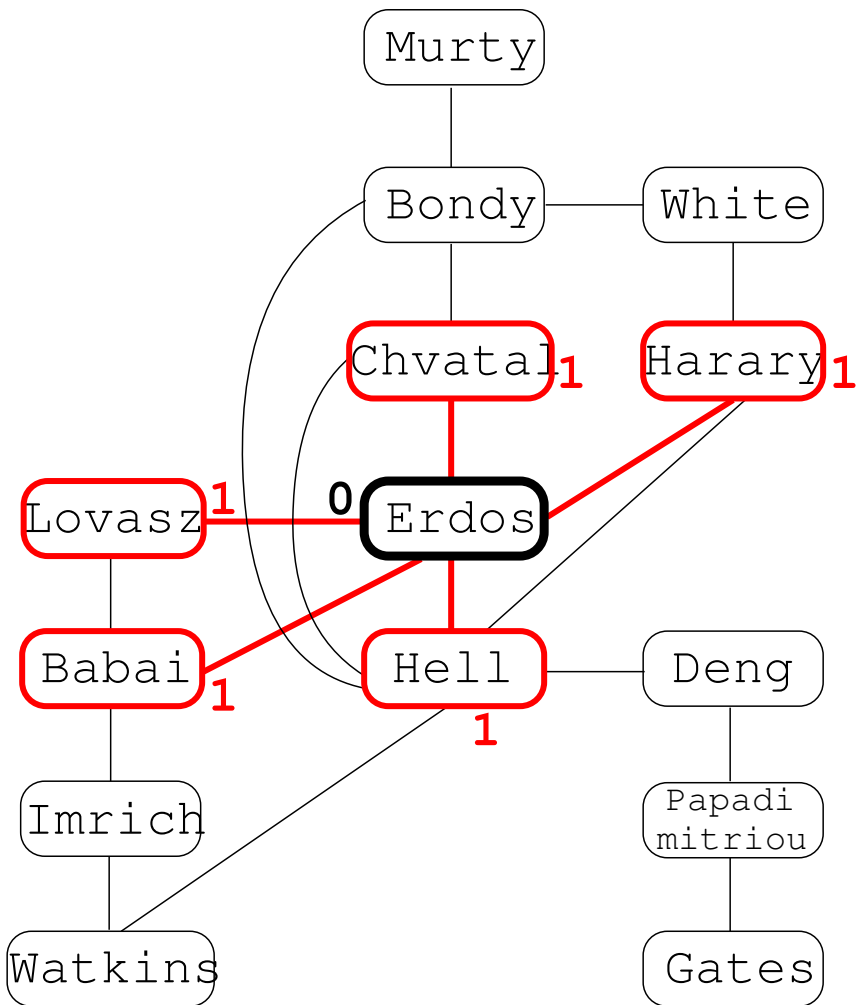 Murty
Bondy
White
Chvatal
1
Harary
1
Lovasz
1
0
Erdos
Babai
1
Hell
1
Deng
Imrich
Papadi
mitriou
Watkins
Gates